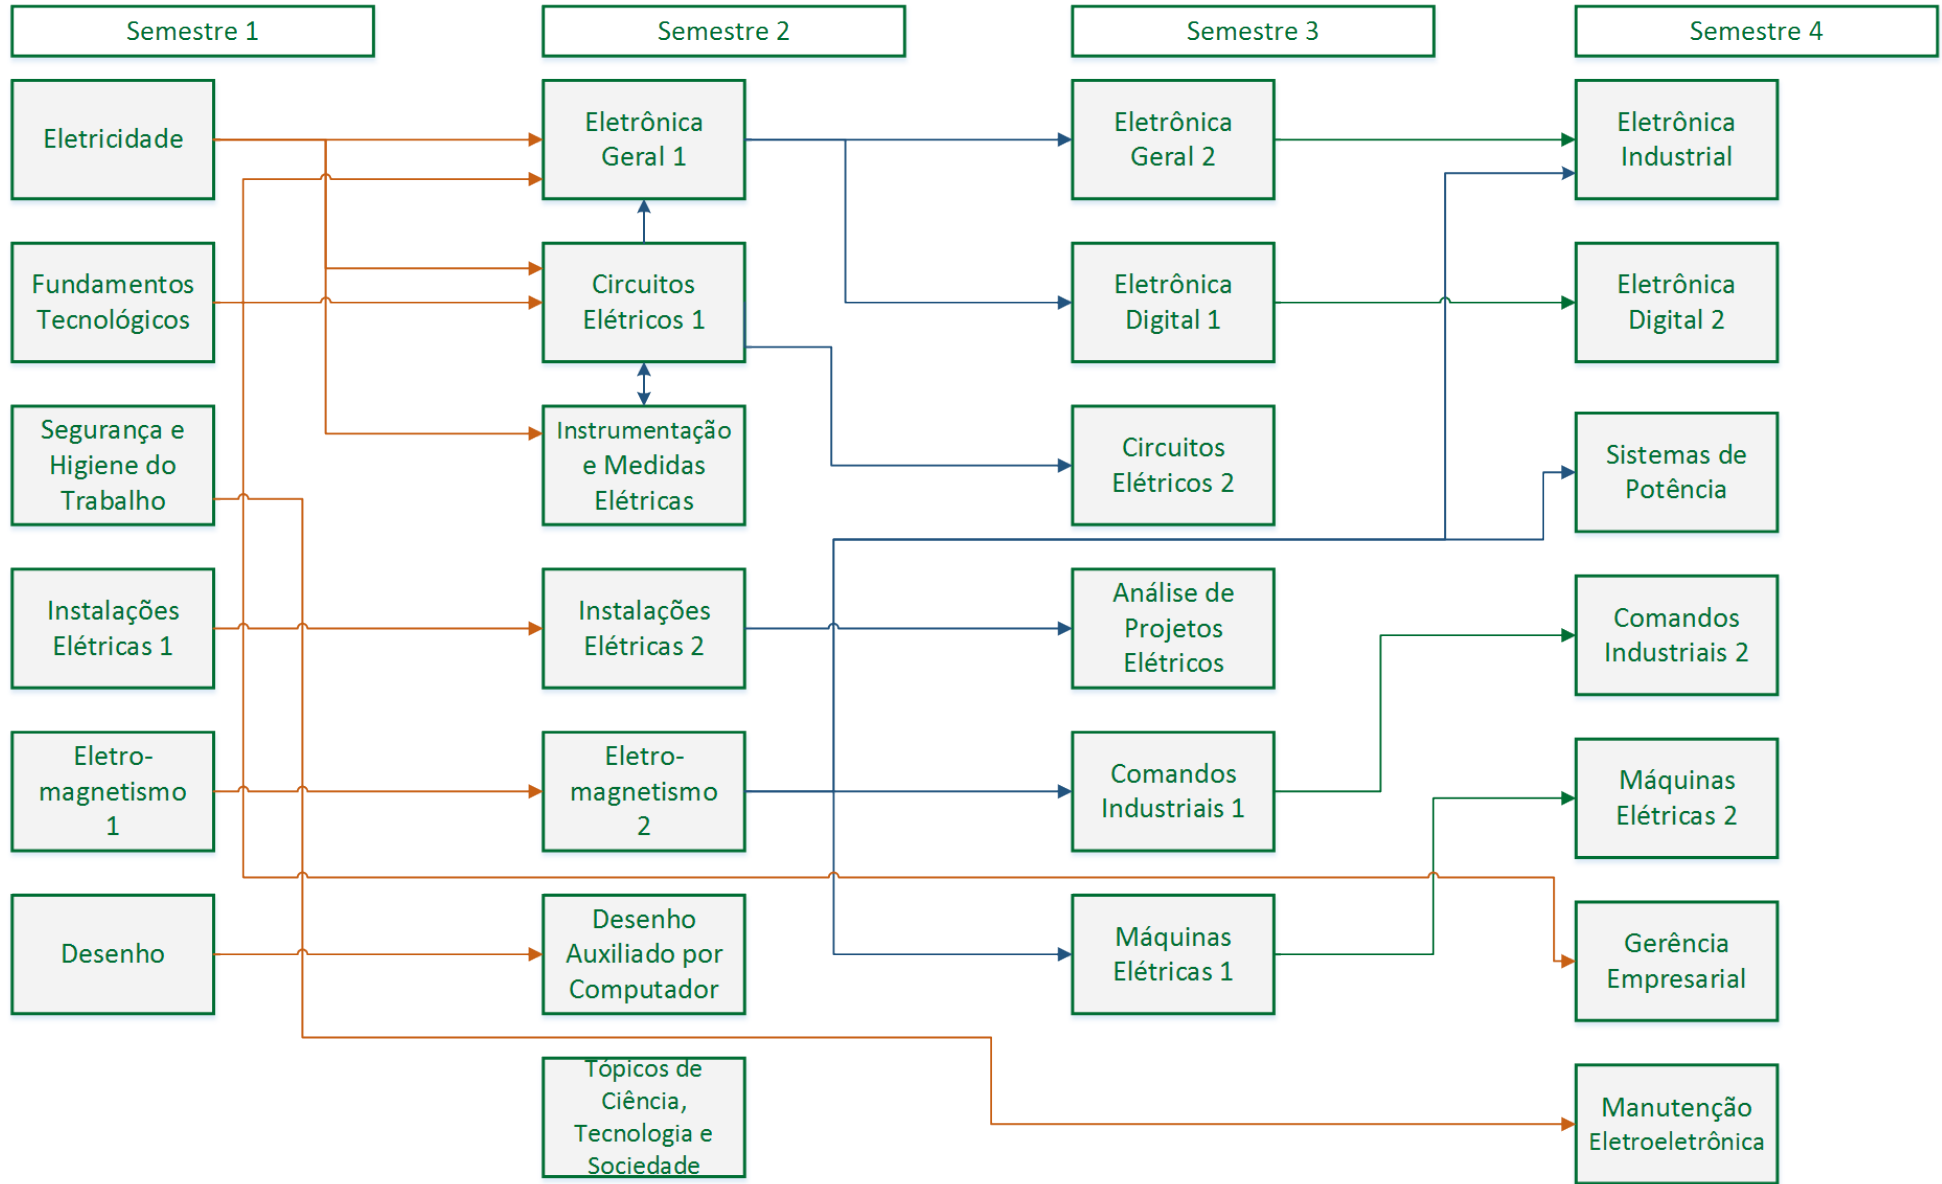 Semestre 1
Semestre 2
Semestre 3
Semestre 4
Eletricidade
Eletrônica
Geral 1
Eletrônica
Geral 2
Eletrônica
Industrial
Fundamentos
Tecnológicos
Circuitos
Elétricos 1
Eletrônica
Digital 1
Eletrônica
Digital 2
Segurança e
Higiene do
Trabalho
Instrumentação
e Medidas
Elétricas
Circuitos
Elétricos 2
Sistemas de
Potência
Instalações
Elétricas 1
Instalações
Elétricas 2
Análise de
Projetos
Elétricos
Comandos
Industriais 2
Eletro-
magnetismo
1
Eletro-
magnetismo
2
Comandos
Industriais 1
Máquinas
Elétricas 2
Desenho
Desenho
Auxiliado por
Computador
Máquinas
Elétricas 1
Gerência
Empresarial
Tópicos de
Ciência,
Tecnologia e
Sociedade
Manutenção
Eletroeletrônica